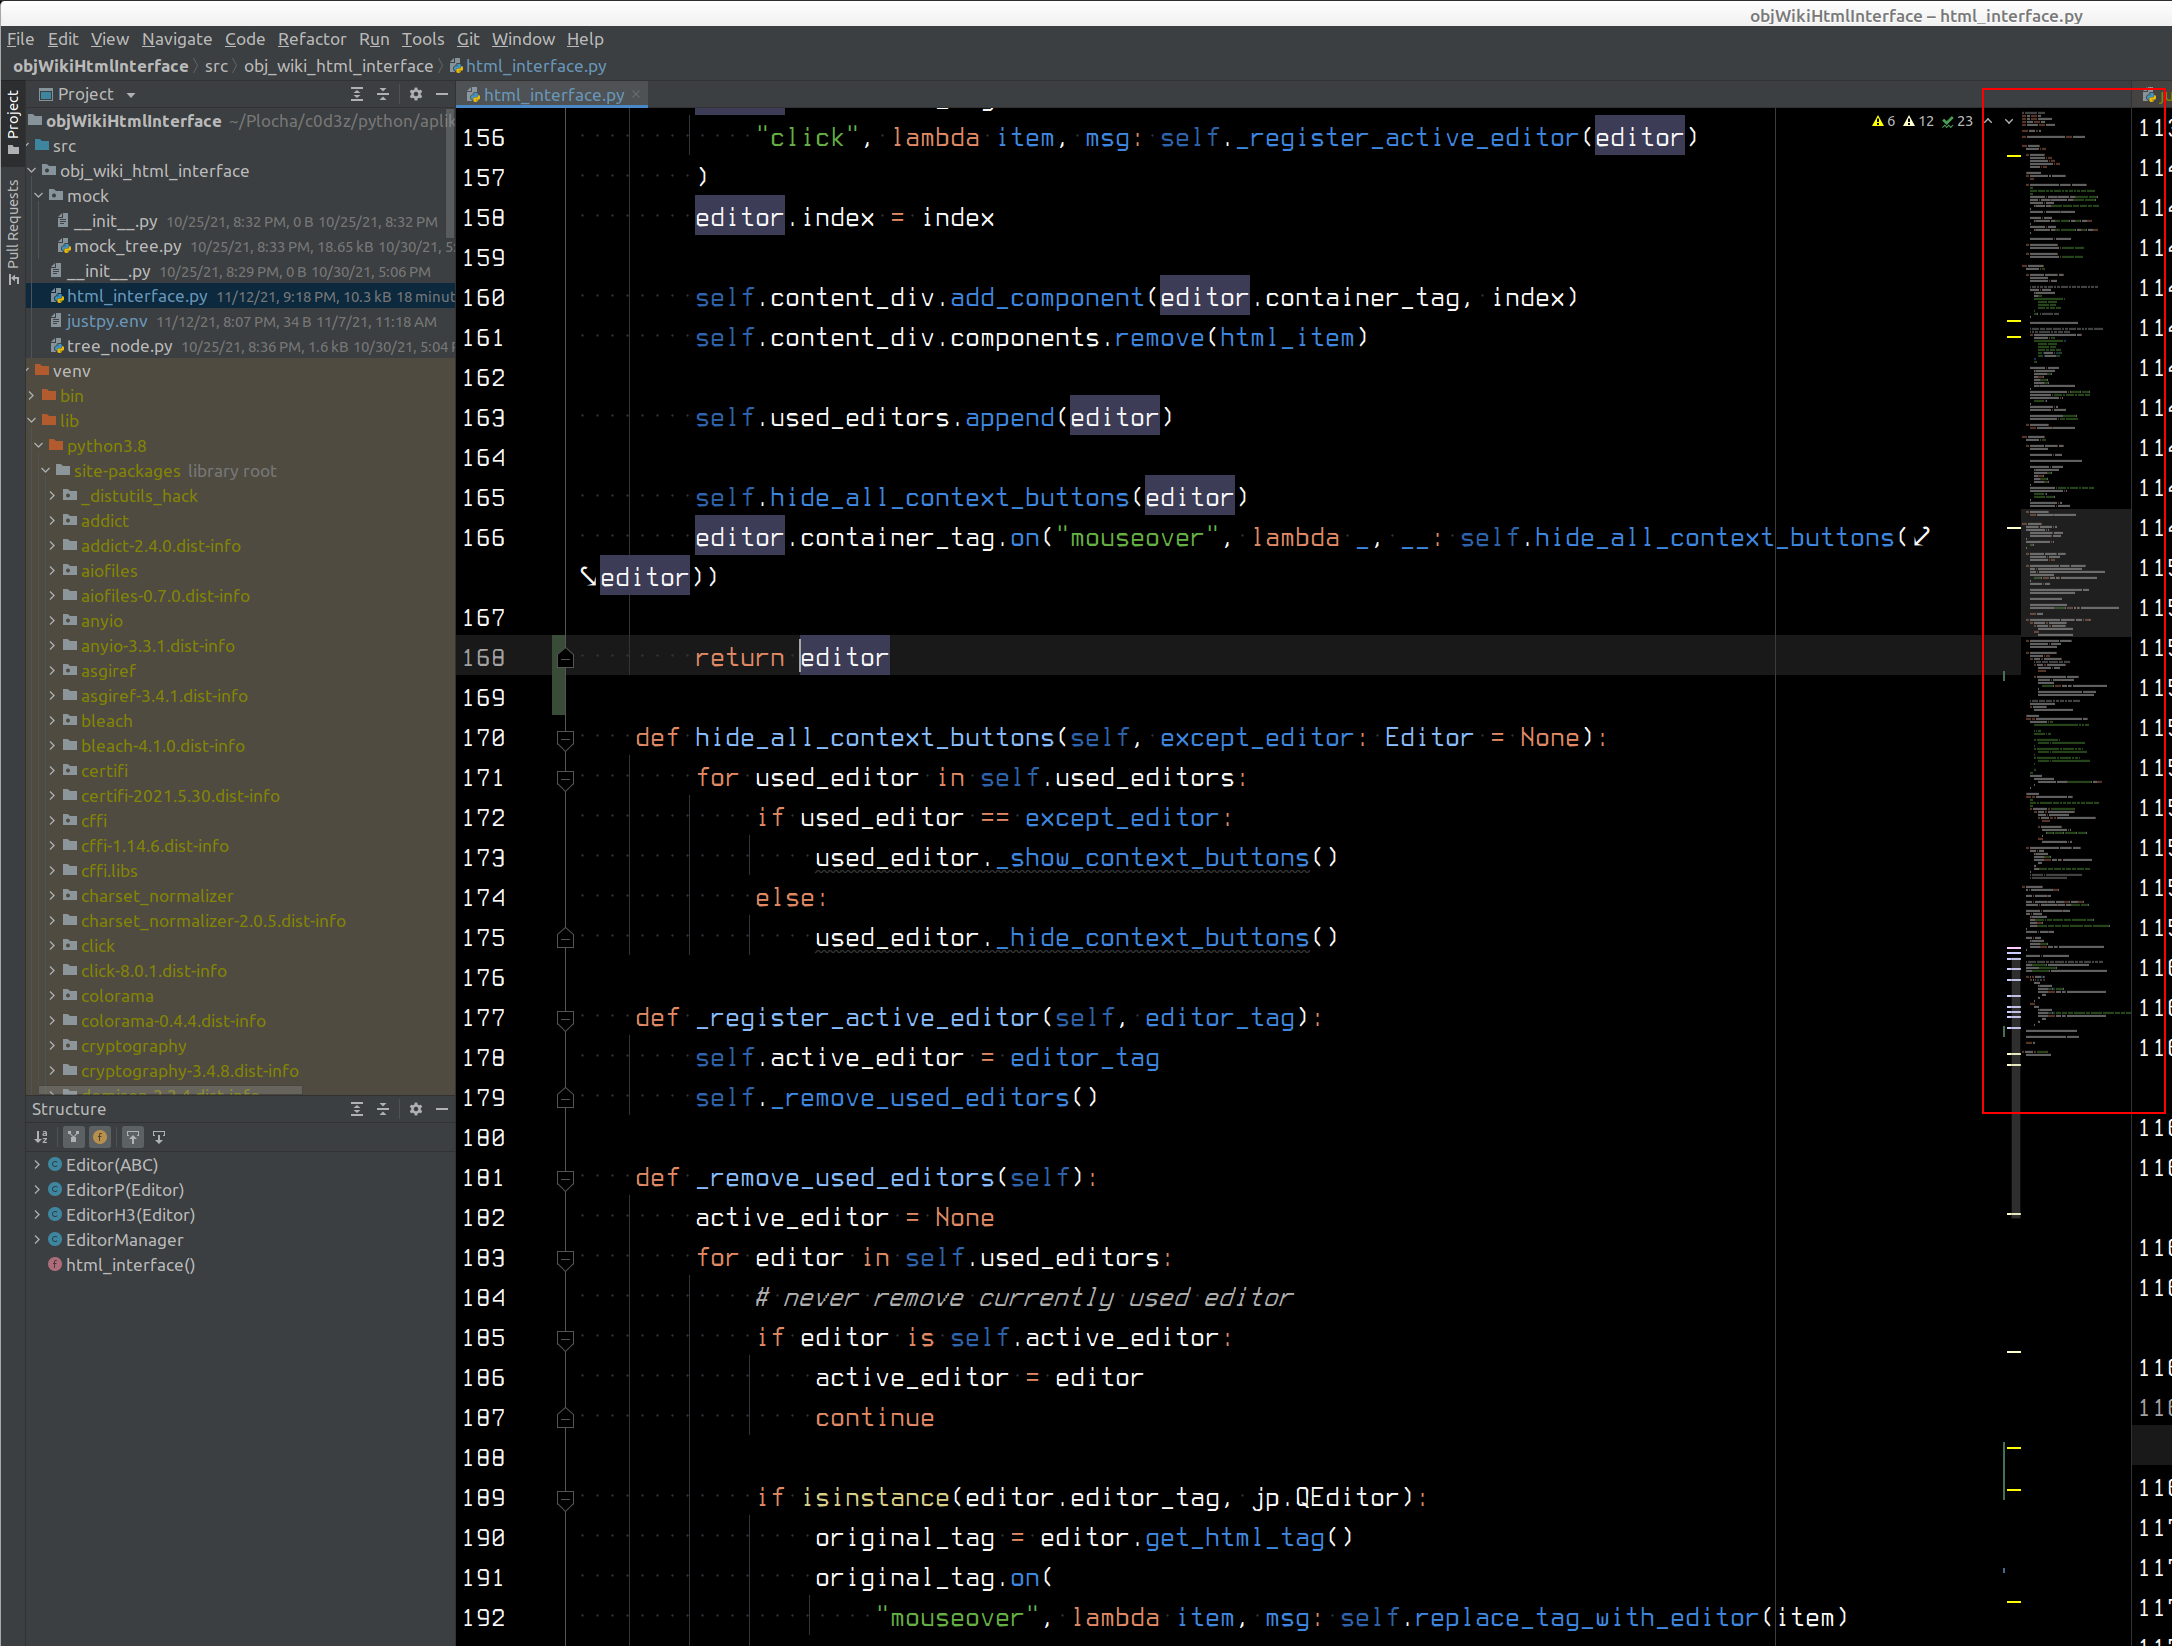 objWikiHtmlInterface – html_interface.py
File Edit View Navigate Code Refactor Run Tools Git Window Help
objWikiHtmlInterface src obj_wiki_html_interface html_interface.py
Project
Pull Requests
Project
objWikiHtmlInterface ~/Plocha/c0d3z/python/aplik
src
obj_wiki_html_interface
mock
__init__.py 10/25/21, 8:32 PM, 0 B 10/25/21, 8:32 PM
mock_tree.py 10/25/21, 8:33 PM, 18.65 kB 10/30/21, 5:
__init__.py 10/25/21, 8:29 PM, 0 B 10/30/21, 5:06 PM
html_interface.py 11/12/21, 9:18 PM, 10.3 kB 18 minut
justpy.env 11/12/21, 8:07 PM, 34 B 11/7/21, 11:18 AM
tree_node.py 10/25/21, 8:36 PM, 1.6 kB 10/30/21, 5:04 P
venv
bin
lib
python3.8
site-packages library root
_distutils_hack
addict
addict-2.4.0.dist-info
aiofiles
aiofiles-0.7.0.dist-info
anyio
anyio-3.3.1.dist-info
asgiref
asgiref-3.4.1.dist-info
bleach
bleach-4.1.0.dist-info
certifi
certifi-2021.5.30.dist-info
cffi
cffi-1.14.6.dist-info
cffi.libs
charset_normalizer
charset_normalizer-2.0.5.dist-info
click
click-8.0.1.dist-info
colorama
colorama-0.4.4.dist-info
cryptography
cryptography-3.4.8.dist-info
Structure
Editor(ABC)
EditorP(Editor)
EditorH3(Editor)
EditorManager
html_interface()
html_interface.py
6 12 23
156 "click", lambda item, msg: self._register_active_editor(editor)
157 )
158 editor.index = index
159
160 self.content_div.add_component(editor.container_tag, index)
161 self.content_div.components.remove(html_item)
162
163 self.used_editors.append(editor)
164
165 self.hide_all_context_buttons(editor)
166 editor.container_tag.on("mouseover", lambda _, __: self.hide_all_context_buttons(
editor))
167
168 return editor
169
170 def hide_all_context_buttons(self, except_editor: Editor = None):
171 for used_editor in self.used_editors:
172 if used_editor == except_editor:
173 used_editor._show_context_buttons()
174 else:
175 used_editor._hide_context_buttons()
176
177 def _register_active_editor(self, editor_tag):
178 self.active_editor = editor_tag
179 self._remove_used_editors()
180
181 def _remove_used_editors(self):
182 active_editor = None
183 for editor in self.used_editors:
184 # never remove currently used editor
185 if editor is self.active_editor:
186 active_editor = editor
187 continue
188
189 if isinstance(editor.editor_tag, jp.QEditor):
190 original_tag = editor.get_html_tag()
191 original_tag.on(
192 "mouseover", lambda item, msg: self.replace_tag_with_editor(item)